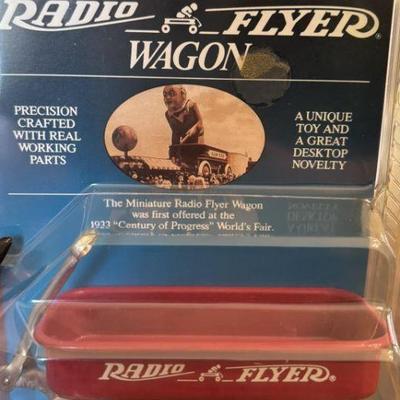 RADIO FLYER®
WAGON
PRECISION
CRAFTED
WITH REAL
WORKING
PARTS
A UNIQUE
TOY AND
A GREAT
DESKTOP
NOVELTY
The Miniature Radio Flyer Wagon
was first offered at the
1933 "Century of Progress" World's Fair.
RADIO FLYER®